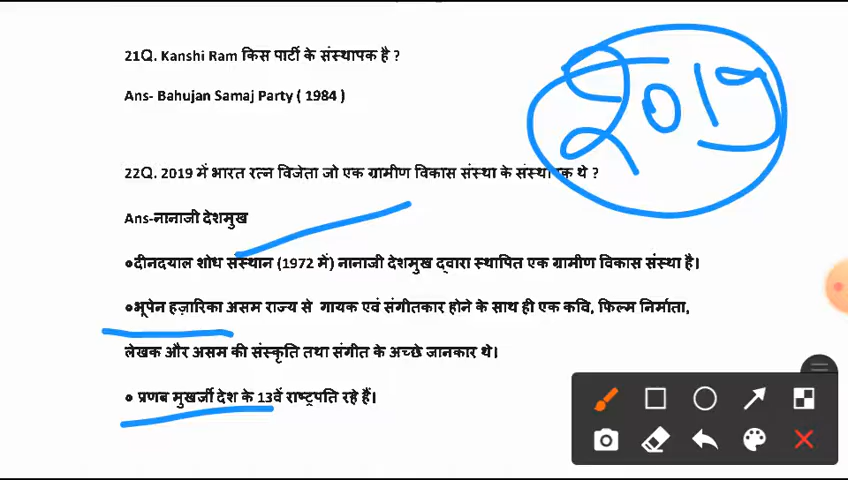 21Q. Kanshi Ram किस पार्टी के संस्थापक है ?
Ans- Bahujan Samaj Party ( 1984 )
2019
22Q. 2019 में भारत रत्न विजेता जो एक ग्रामीण विकास संस्था के संस्थापक थे ?
Ans-नानाजी देशमुख
●दीनदयाल शोध संस्थान (1972 में) नानाजी देशमुख द्वारा स्थापित एक ग्रामीण विकास संस्था है।
●भूपेन हज़ारिका असम राज्य से गायक एवं संगीतकार होने के साथ ही एक कवि, फिल्म निर्माता,
लेखक और असम की संस्कृति तथा संगीत के अच्छे जानकार थे।
● प्रणब मुखर्जी देश के 13वें राष्ट्रपति रहे हैं।